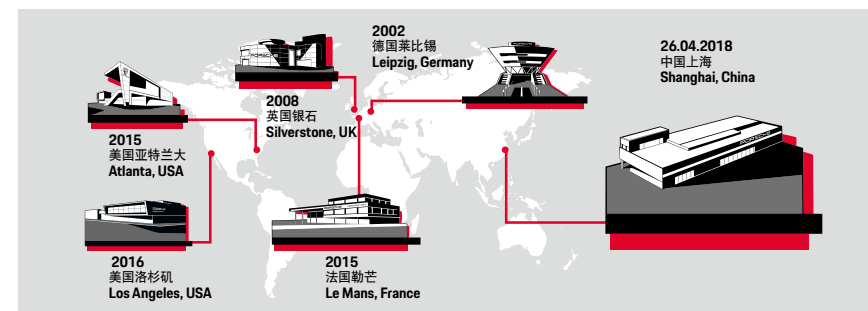 2002
德国莱比锡
Leipzig, Germany
26.04.2018
中国上海
Shanghai, China
2008
英国银石
Silverstone, UK
2015
美国亚特兰大
Atlanta, USA
PORSCHE
2016
美国洛杉矶
Los Angeles, USA
2015
法国勒芒
Le Mans, France